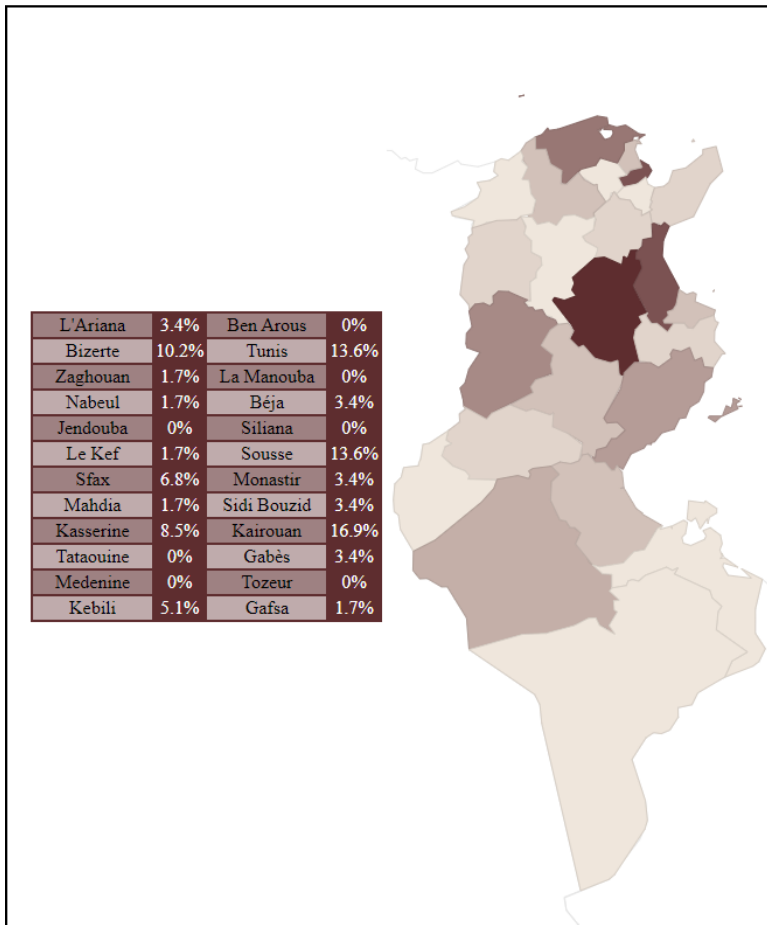 L'Ariana 3.4% Ben Arous 0%
Bizerte 10.2% Tunis 13.6%
Zaghouan 1.7% La Manouba 0%
Nabeul 1.7% Béja 3.4%
Jendouba 0% Siliana 0%
Le Kef 1.7% Sousse 13.6%
Sfax 6.8% Monastir 3.4%
Mahdia 1.7% Sidi Bouzid 3.4%
Kasserine 8.5% Kairouan 16.9%
Tataouine 0% Gabès 3.4%
Medenine 0% Tozeur 0%
Kebili 5.1% Gafsa 1.7%